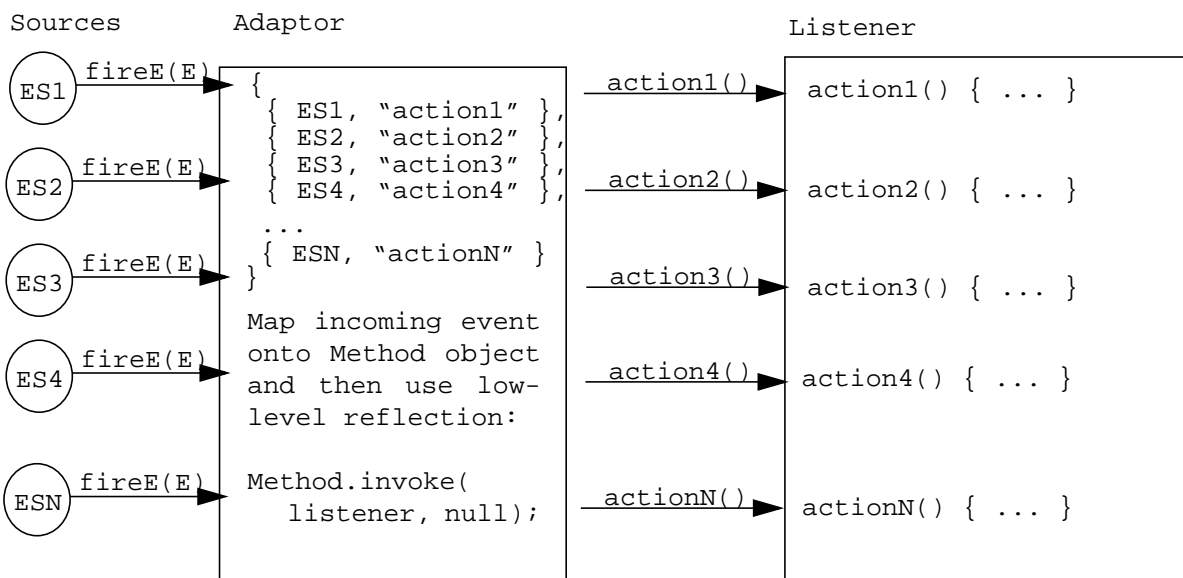 Sources
Adaptor
Listener
ES1
fireE(E)
ES2
fireE(E)
ES3
fireE(E)
ES4
fireE(E)
ESN
fireE(E)
{
{ ES1, “action1” },
{ ES2, “action2” },
{ ES3, “action3” },
{ ES4, “action4” },
...
{ ESN, “actionN” }
}
Map incoming event
onto Method object
and then use low-
level reflection:
Method.invoke(
listener, null);
action1()
action2()
action3()
action4()
actionN()
action1() { ... }
action2() { ... }
action3() { ... }
action4() { ... }
actionN() { ... }